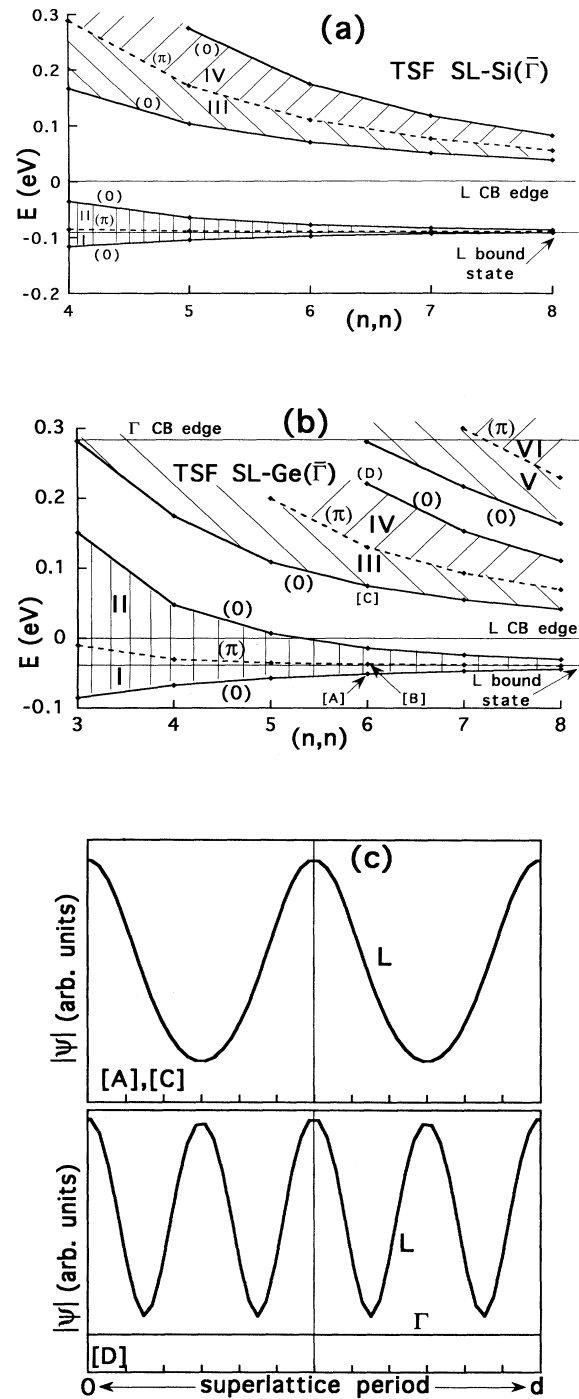 (a)
TSF SL-Si(Γ̄)
0.3
0.2
0.1
0
-0.1
-0.2
E (eV)
(0)
(π)
IV
III
(0)
L CB edge
(0)
II
(π)
I
(0)
L bound
state
4 5 6 7 8
(n,n)
(b)
Γ CB edge
TSF SL-Ge(Γ̄)
0.3
0.2
0.1
0
-0.1
E (eV)
(π)
VI
V
(D)
(0)
(0)
(π)
IV
III
(0)
[C]
II
(0)
L CB edge
(π)
I
(0)
[A]
[B]
L bound
state
3 4 5 6 7 8
(n,n)
(c)
|Ψ| (arb. units)
L
[A],[C]
|Ψ| (arb. units)
L
Γ
[D]
0 superlattice period d